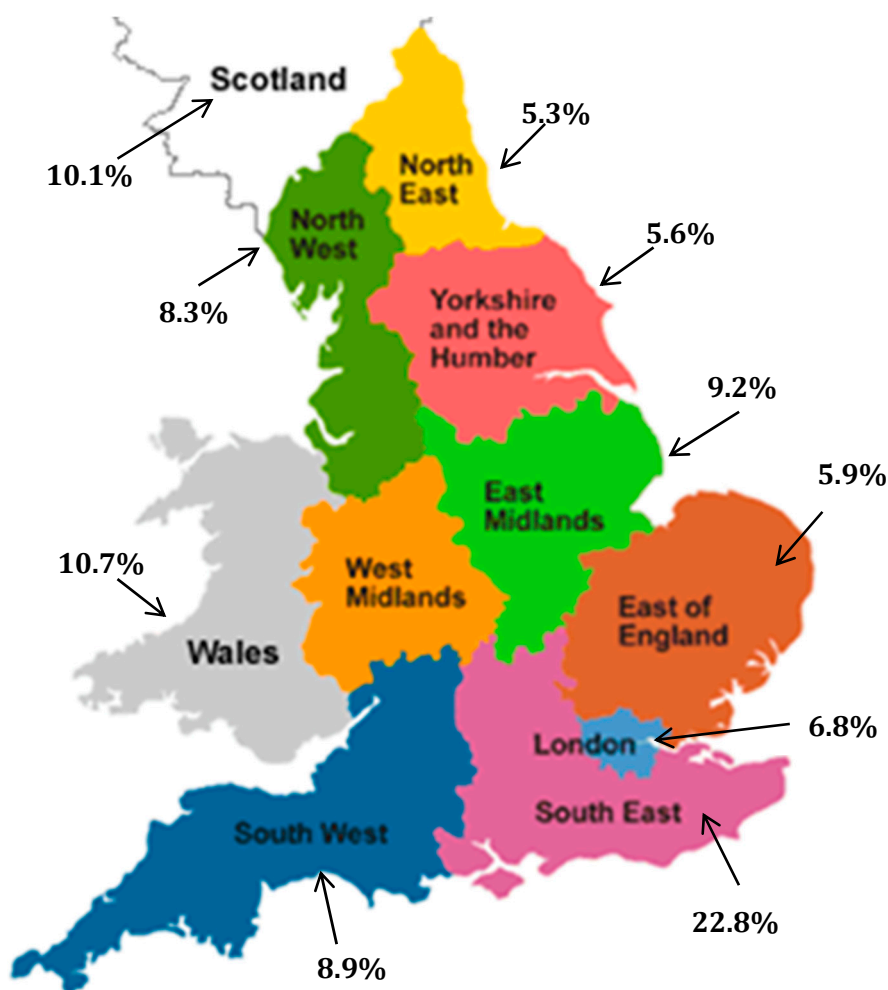 Scotland
5.3%
North
East
10.1%
North
West
5.6%
8.3%
Yorkshire
and the
Humber
9.2%
5.9%
East
Midlands
10.7%
West
Midlands
East of
England
Wales
6.8%
London
South East
South West
22.8%
8.9%